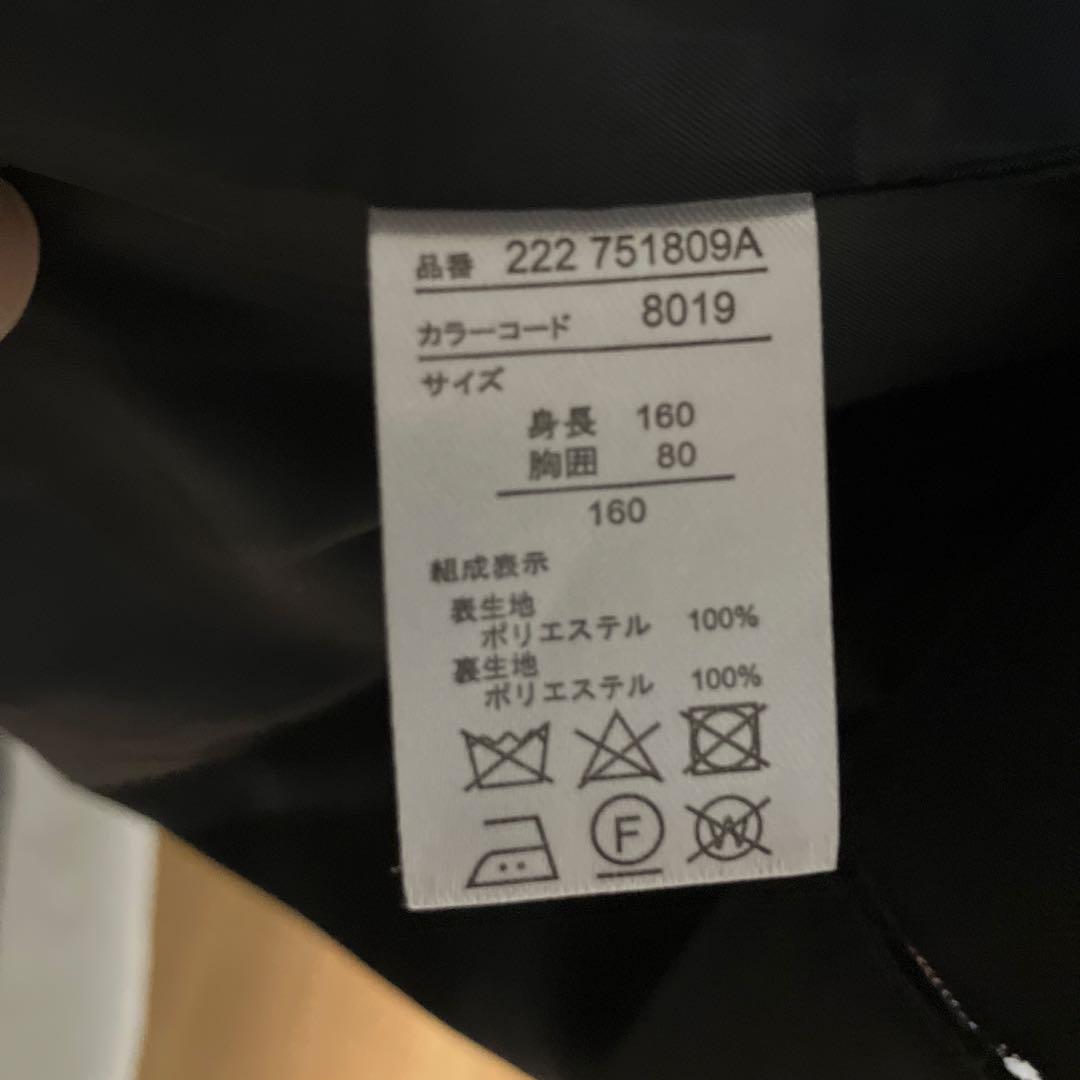 品番 222 751809A
カラーコード 8019
サイズ
身長 160
胸囲 80
160
組成表示
表生地
ポリエステル 100%
裏生地
ポリエステル 100%
F W